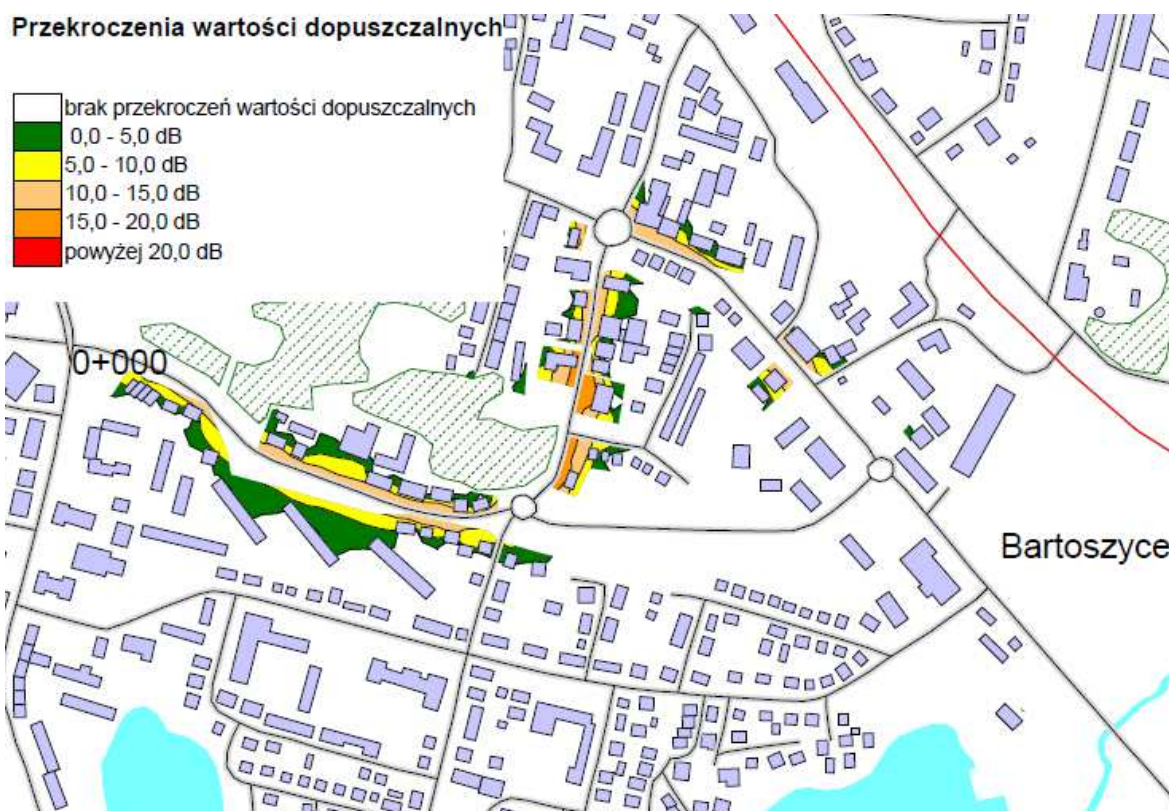 Przekroczenia wartości dopuszczalnych
brak przekroczeń wartości dopuszczalnych
0,0 - 5,0 dB
5,0 - 10,0 dB
10,0 - 15,0 dB
15,0 - 20,0 dB
powyżej 20,0 dB
0+000
Bartoszyce